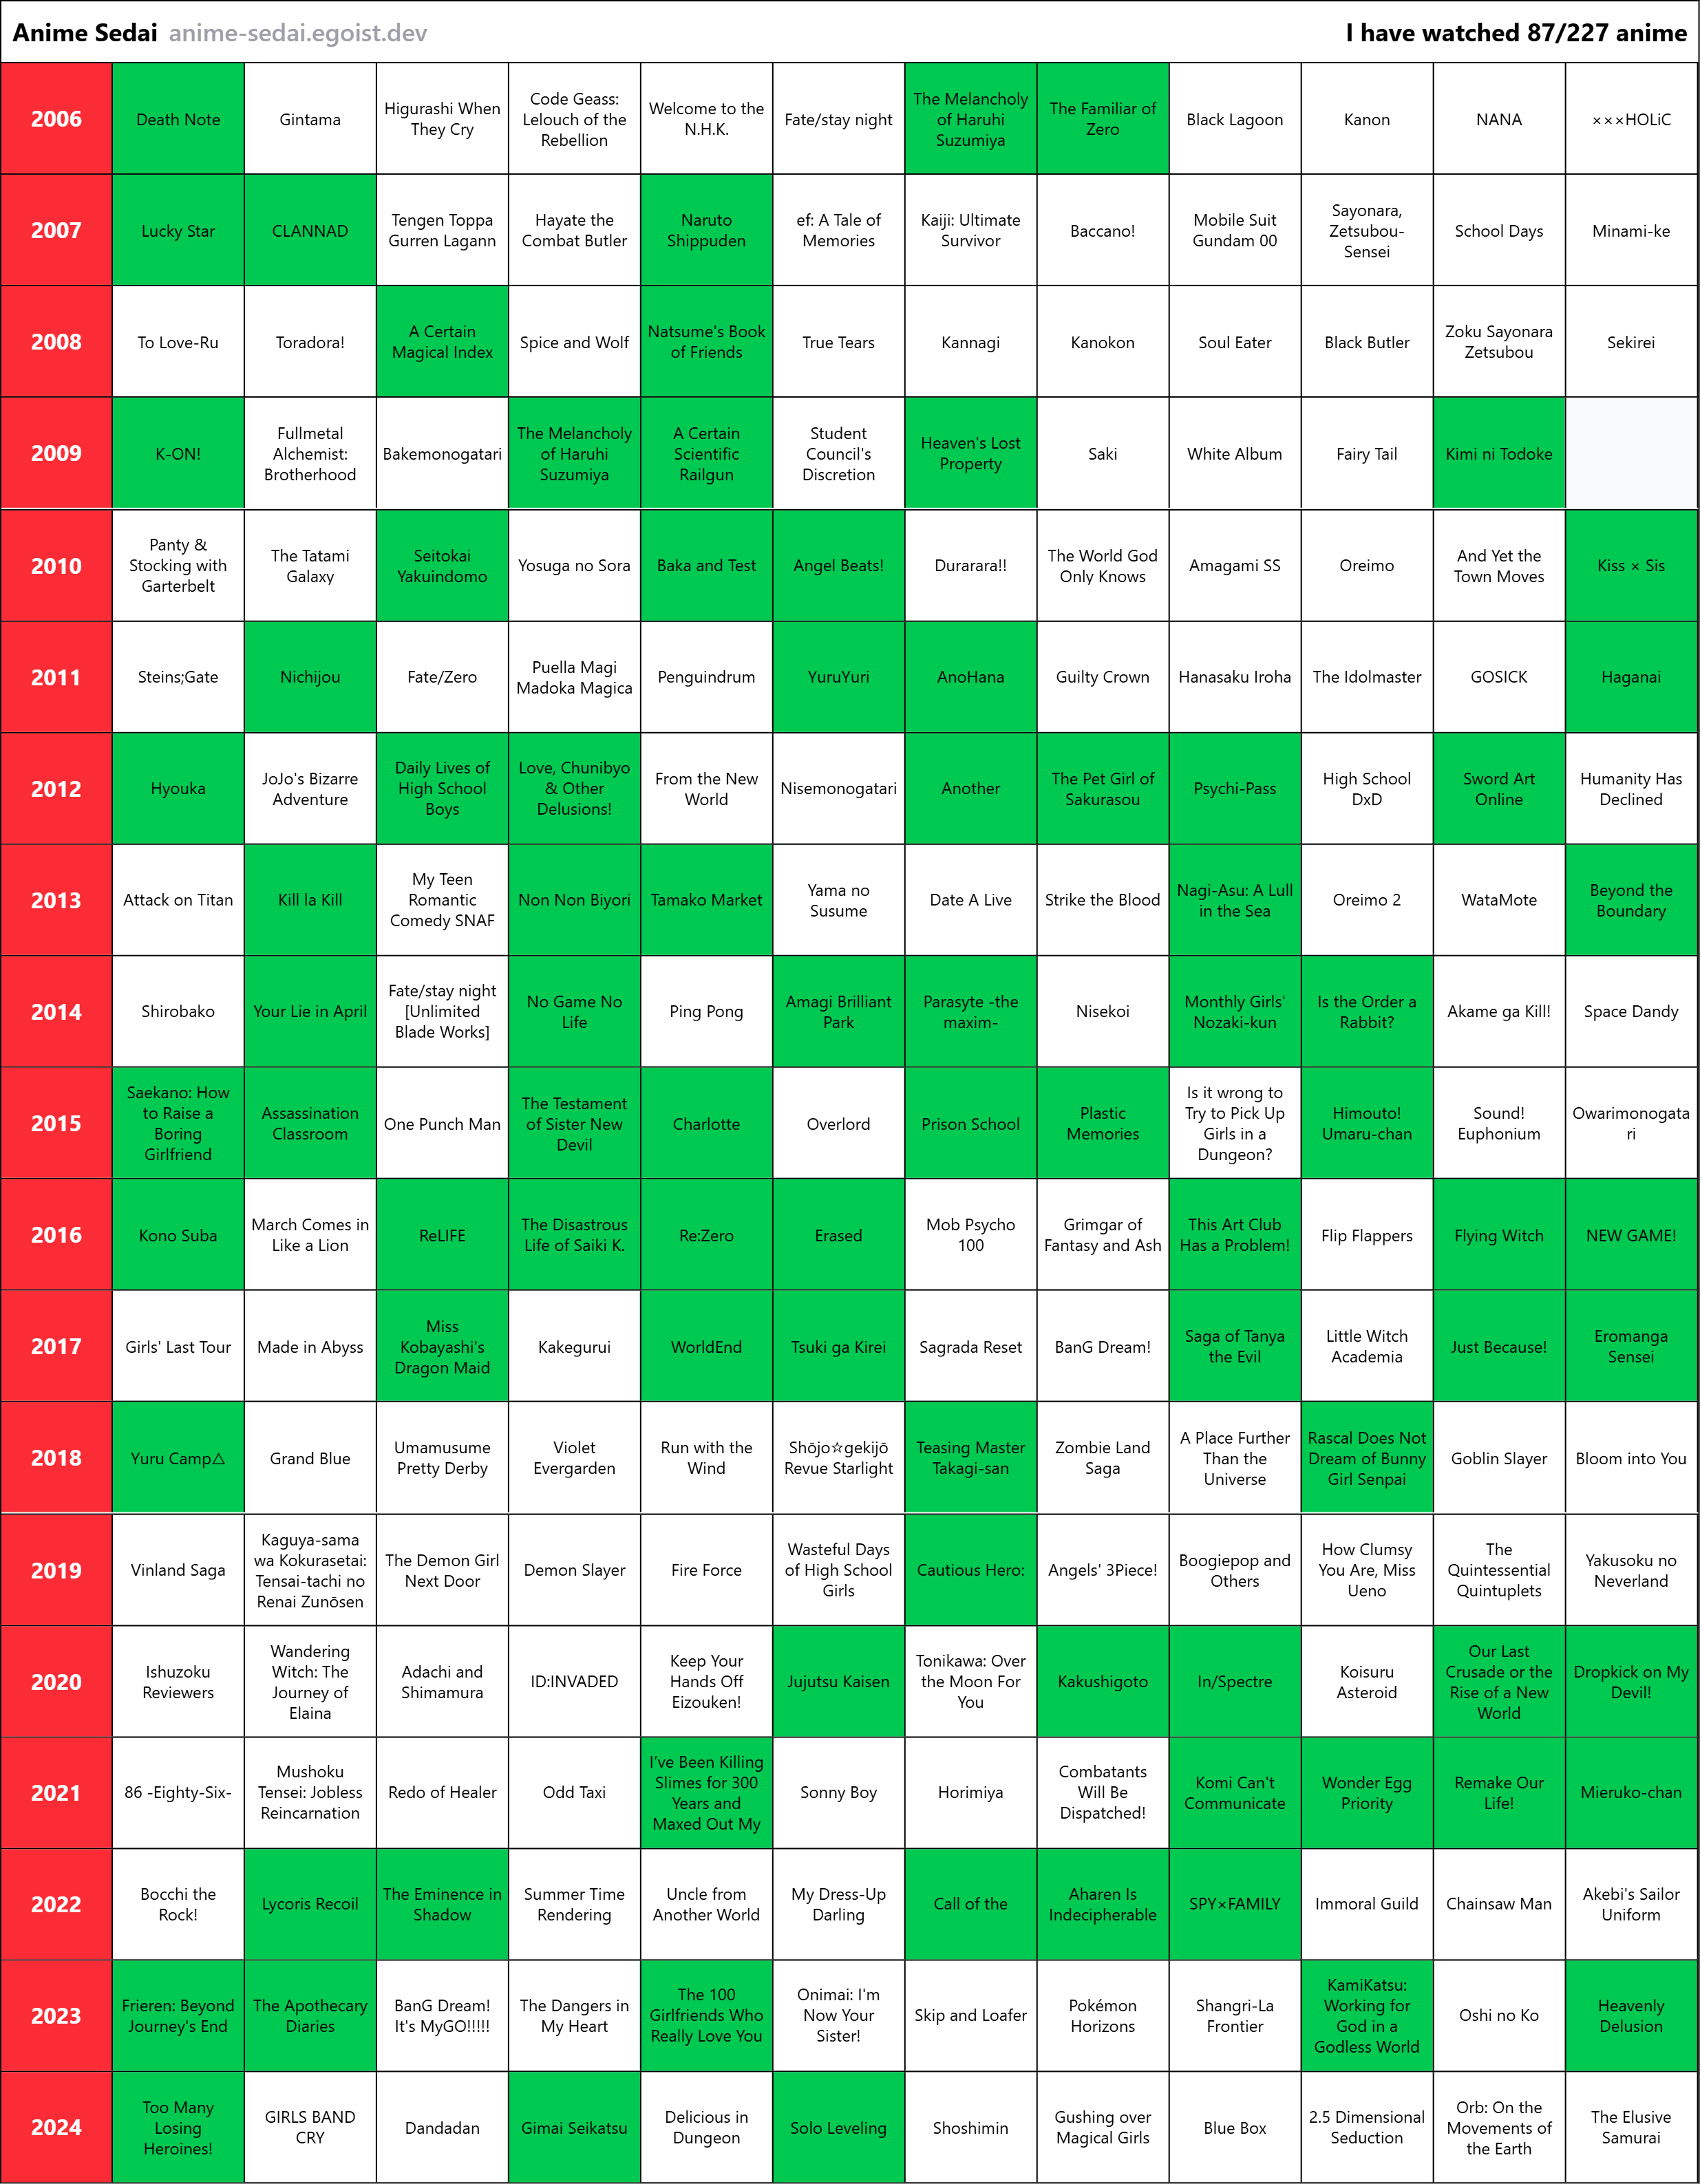 Anime Sedai anime-sedai.egoist.dev I have watched 87/227 anime
2006
Death Note
Gintama
Higurashi When
They Cry
Code Geass:
Lelouch of the
Rebellion
Welcome to the
N.H.K.
Fate/stay night
The Melancholy
of Haruhi
Suzumiya
The Familiar of
Zero
Black Lagoon
Kanon
NANA
×××HOLiC
2007
Lucky Star
CLANNAD
Tengen Toppa
Gurren Lagann
Hayate the
Combat Butler
Naruto
Shippuden
ef: A Tale of
Memories
Kaiji: Ultimate
Survivor
Baccano!
Mobile Suit
Gundam 00
Sayonara,
Zetsubou-
Sensei
School Days
Minami-ke
2008
To Love-Ru
Toradora!
A Certain
Magical Index
Spice and Wolf
Natsume's Book
of Friends
True Tears
Kannagi
Kanokon
Soul Eater
Black Butler
Zoku Sayonara
Zetsubou
Sekirei
2009
K-ON!
Fullmetal
Alchemist:
Brotherhood
Bakemonogatari
The Melancholy
of Haruhi
Suzumiya
A Certain
Scientific
Railgun
Student
Council's
Discretion
Heaven's Lost
Property
Saki
White Album
Fairy Tail
Kimi ni Todoke
2010
Panty &
Stocking with
Garterbelt
The Tatami
Galaxy
Seitokai
Yakuindomo
Yosuga no Sora
Baka and Test
Angel Beats!
Durarara!!
The World God
Only Knows
Amagami SS
Oreimo
And Yet the
Town Moves
Kiss × Sis
2011
Steins;Gate
Nichijou
Fate/Zero
Puella Magi
Madoka Magica
Penguindrum
YuruYuri
AnoHana
Guilty Crown
Hanasaku Iroha
The Idolmaster
GOSICK
Haganai
2012
Hyouka
JoJo's Bizarre
Adventure
Daily Lives of
High School
Boys
Love, Chunibyo
& Other
Delusions!
From the New
World
Nisemonogatari
Another
The Pet Girl of
Sakurasou
Psychi-Pass
High School
DxD
Sword Art
Online
Humanity Has
Declined
2013
Attack on Titan
Kill la Kill
My Teen
Romantic
Comedy SNAF
Non Non Biyori
Tamako Market
Yama no
Susume
Date A Live
Strike the Blood
Nagi-Asu: A Lull
in the Sea
Oreimo 2
WataMote
Beyond the
Boundary
2014
Shirobako
Your Lie in April
Fate/stay night
[Unlimited
Blade Works]
No Game No
Life
Ping Pong
Amagi Brilliant
Park
Parasyte -the
maxim-
Nisekoi
Monthly Girls'
Nozaki-kun
Is the Order a
Rabbit?
Akame ga Kill!
Space Dandy
2015
Saekano: How
to Raise a
Boring
Girlfriend
Assassination
Classroom
One Punch Man
The Testament
of Sister New
Devil
Charlotte
Overlord
Prison School
Plastic
Memories
Is it wrong to
Try to Pick Up
Girls in a
Dungeon?
Himouto!
Umaru-chan
Sound!
Euphonium
Owarimonogata
ri
2016
Kono Suba
March Comes in
Like a Lion
ReLIFE
The Disastrous
Life of Saiki K.
Re:Zero
Erased
Mob Psycho
100
Grimgar of
Fantasy and Ash
This Art Club
Has a Problem!
Flip Flappers
Flying Witch
NEW GAME!
2017
Girls' Last Tour
Made in Abyss
Miss
Kobayashi's
Dragon Maid
Kakegurui
WorldEnd
Tsuki ga Kirei
Sagrada Reset
BanG Dream!
Saga of Tanya
the Evil
Little Witch
Academia
Just Because!
Eromanga
Sensei
2018
Yuru Camp△
Grand Blue
Umamusume
Pretty Derby
Violet
Evergarden
Run with the
Wind
Shōjo☆gekijō
Revue Starlight
Teasing Master
Takagi-san
Zombie Land
Saga
A Place Further
Than the
Universe
Rascal Does Not
Dream of Bunny
Girl Senpai
Goblin Slayer
Bloom into You
2019
Vinland Saga
Kaguya-sama
wa Kokurasetai:
Tensai-tachi no
Renai Zunōsen
The Demon Girl
Next Door
Demon Slayer
Fire Force
Wasteful Days
of High School
Girls
Cautious Hero:
Angels' 3Piece!
Boogiepop and
Others
How Clumsy
You Are, Miss
Ueno
The
Quintessential
Quintuplets
Yakusoku no
Neverland
2020
Ishuzoku
Reviewers
Wandering
Witch: The
Journey of
Elaina
Adachi and
Shimamura
ID:INVADED
Keep Your
Hands Off
Eizouken!
Jujutsu Kaisen
Tonikawa: Over
the Moon For
You
Kakushigoto
In/Spectre
Koisuru
Asteroid
Our Last
Crusade or the
Rise of a New
World
Dropkick on My
Devil!
2021
86 -Eighty-Six-
Mushoku
Tensei: Jobless
Reincarnation
Redo of Healer
Odd Taxi
I've Been Killing
Slimes for 300
Years and
Maxed Out My
Sonny Boy
Horimiya
Combatants
Will Be
Dispatched!
Komi Can't
Communicate
Wonder Egg
Priority
Remake Our
Life!
Mieruko-chan
2022
Bocchi the
Rock!
Lycoris Recoil
The Eminence in
Shadow
Summer Time
Rendering
Uncle from
Another World
My Dress-Up
Darling
Call of the
Aharen Is
Indecipherable
SPY×FAMILY
Immoral Guild
Chainsaw Man
Akebi's Sailor
Uniform
2023
Frieren: Beyond
Journey's End
The Apothecary
Diaries
BanG Dream!
It's MyGO!!!!!
The Dangers in
My Heart
The 100
Girlfriends Who
Really Love You
Onimai: I'm
Now Your
Sister!
Skip and Loafer
Pokémon
Horizons
Shangri-La
Frontier
KamiKatsu:
Working for
God in a
Godless World
Oshi no Ko
Heavenly
Delusion
2024
Too Many
Losing
Heroines!
GIRLS BAND
CRY
Dandadan
Gimai Seikatsu
Delicious in
Dungeon
Solo Leveling
Shoshimin
Gushing over
Magical Girls
Blue Box
2.5 Dimensional
Seduction
Orb: On the
Movements of
the Earth
The Elusive
Samurai